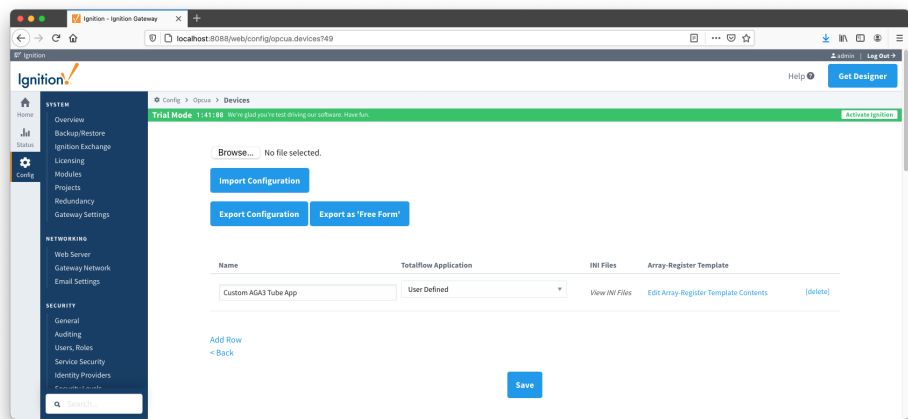 Ignition - Ignition Gateway
localhost:8088/web/config/opcua.devices?49
Ignition
admin | Log Out
Ignition!
Help
Get Designer
Home
Status
Config
SYSTEM
Overview
Backup/Restore
Ignition Exchange
Licensing
Modules
Projects
Redundancy
Gateway Settings
NETWORKING
Web Server
Gateway Network
Email Settings
SECURITY
General
Auditing
Users, Roles
Service Security
Identity Providers
Security Levels
Search...
Config > Opcua > Devices
Trial Mode 1:41:08 We're glad you're test driving our software. Have fun.
Activate Ignition
Browse... No file selected.
Import Configuration
Export Configuration Export as 'Free Form'
Name Totalflow Application INI Files Array-Register Template
Custom AGA3 Tube App User Defined View INI Files Edit Array-Register Template Contents (delete)
Add Row
< Back
Save